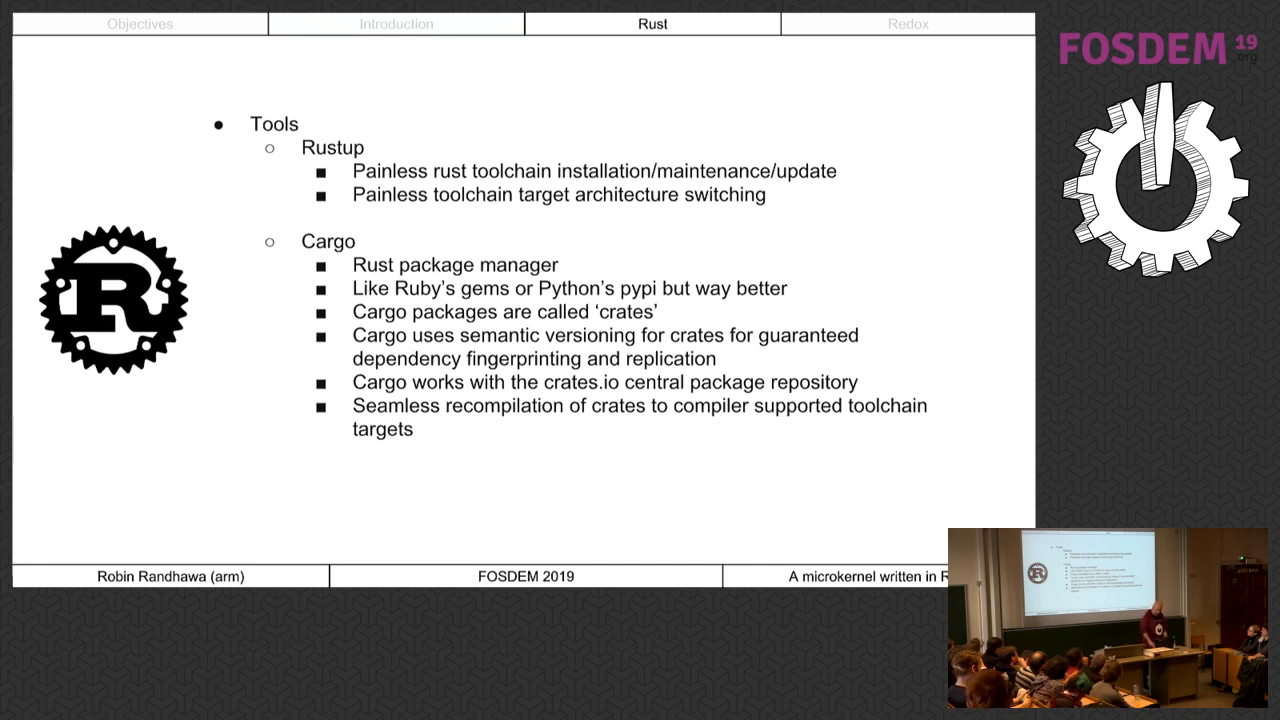 Objectives
Introduction
Rust
Redox
FOSDEM 19
.org
Tools
Rustup
Painless rust toolchain installation/maintenance/update
Painless toolchain target architecture switching
Cargo
Rust package manager
Like Ruby’s gems or Python’s pypi but way better
Cargo packages are called ‘crates’
Cargo uses semantic versioning for crates for guaranteed
dependency fingerprinting and replication
Cargo works with the crates.io central package repository
Seamless recompilation of crates to compiler supported toolchain
targets
R
Robin Randhawa (arm)
FOSDEM 2019
A microkernel written in R